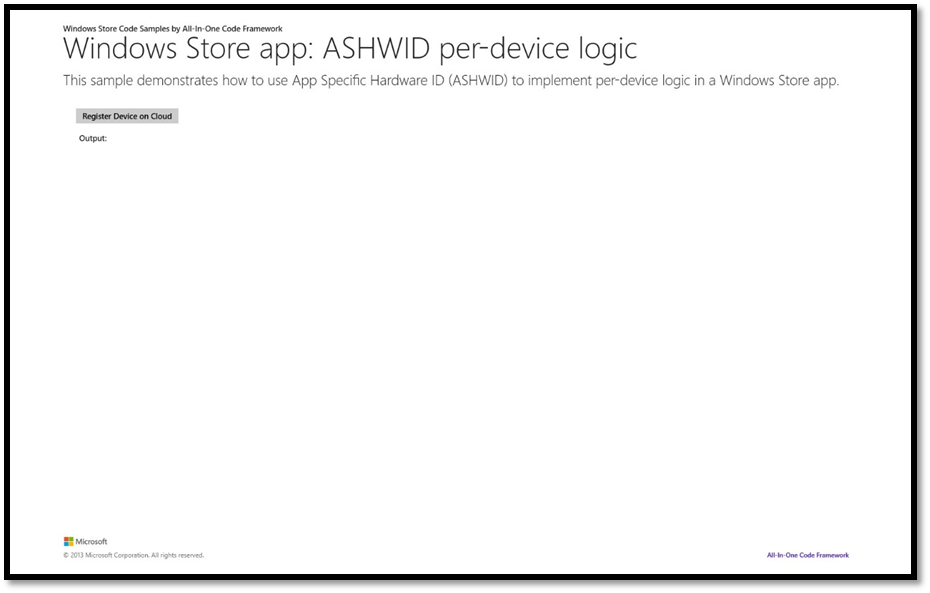 Windows Store Code Samples by All-In-One Code Framework
Windows Store app: ASHWID per-device logic
This sample demonstrates how to use App Specific Hardware ID (ASHWID) to implement per-device logic in a Windows Store app.
Register Device on Cloud
Output:
Microsoft
© 2013 Microsoft Corporation. All rights reserved.
All-In-One Code Framework